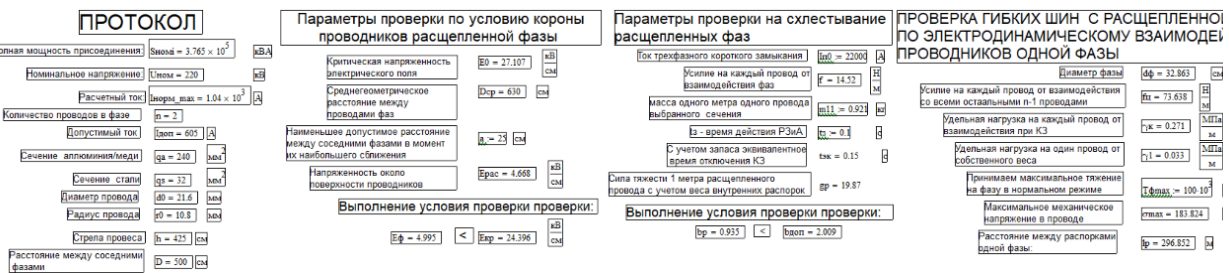 ПРОТОКОЛ
полная мощность присоединения: Sномi = 3.765 × 10⁵ кВА
Номинальное напряжение: Uном = 220 кВ
Расчетный ток: Iнорм_max = 1.04 × 10³ А
Количество проводов в фазе n = 2
Допустимый ток Iдоп = 605 А
Сечение аллюминия/меди qa = 240 мм²
Сечение стали qs = 32 мм²
Диаметр провода d0 = 21.6 мм
Радиус провода r0 = 10.8 мм
Стрела провеса h = 425 см
Расстояние между соседними
фазами D = 500 см
Параметры проверки по условию короны
проводников расщепленной фазы
Критическая напряженность
электрического поля E0 = 27.107 кВ/см
Среднегеометрическое
расстояние между
проводами фаз Dср = 630 см
Наименьшее допустимое расстояние
между соседними фазами в момент
их наибольшего сближения a := 25 см
Напряженность около
поверхности проводников Eрас = 4.668 кВ/см
Выполнение условия проверки проверки:
Eф = 4.995 < Eкр = 24.396 кВ/см
Параметры проверки на схлестывание
расщепленных фаз
Ток трехфазного короткого замыкания Iп0 := 22000 А
Усилие на каждый провод от
взаимодействия фаз f' = 14.52 Н/м
масса одного метра одного провода
выбранного сечения m11 := 0.921 кг
tз - время действия РЗиА tз := 0.1 с
С учетом запаса эквивалентное
время отключения КЗ tэк = 0.15 с
Сила тяжести 1 метра расщепленного
провода с учетом веса внутренних распорок gp = 19.87
Выполнение условия проверки проверки:
bp = 0.935 < bдоп = 2.009
ПРОВЕРКА ГИБКИХ ШИН С РАСЩЕПЛЕННО
ПО ЭЛЕКТРОДИНАМИЧЕСКОМУ ВЗАИМОДЕЙ
ПРОВОДНИКОВ ОДНОЙ ФАЗЫ
Диаметр фазы dф = 32.863 см
Усилие на каждый провод от взаимодействия
со всеми остаальными n-1 проводами fц = 73.638 Н/м
Удельная нагрузка на каждый провод от
взаимодействия при КЗ γк = 0.271 МПа/м
Удельная нагрузка на один провод от
собственного веса γ1 = 0.033 МПа/м
Принимаем максимальное тяжение
на фазу в нормальном режиме Tфmax := 100·10³
Максимальное механическое
напряжение в проводе σmax = 183.824
Расстояние между распорками
одной фазы: lp = 296.852 м